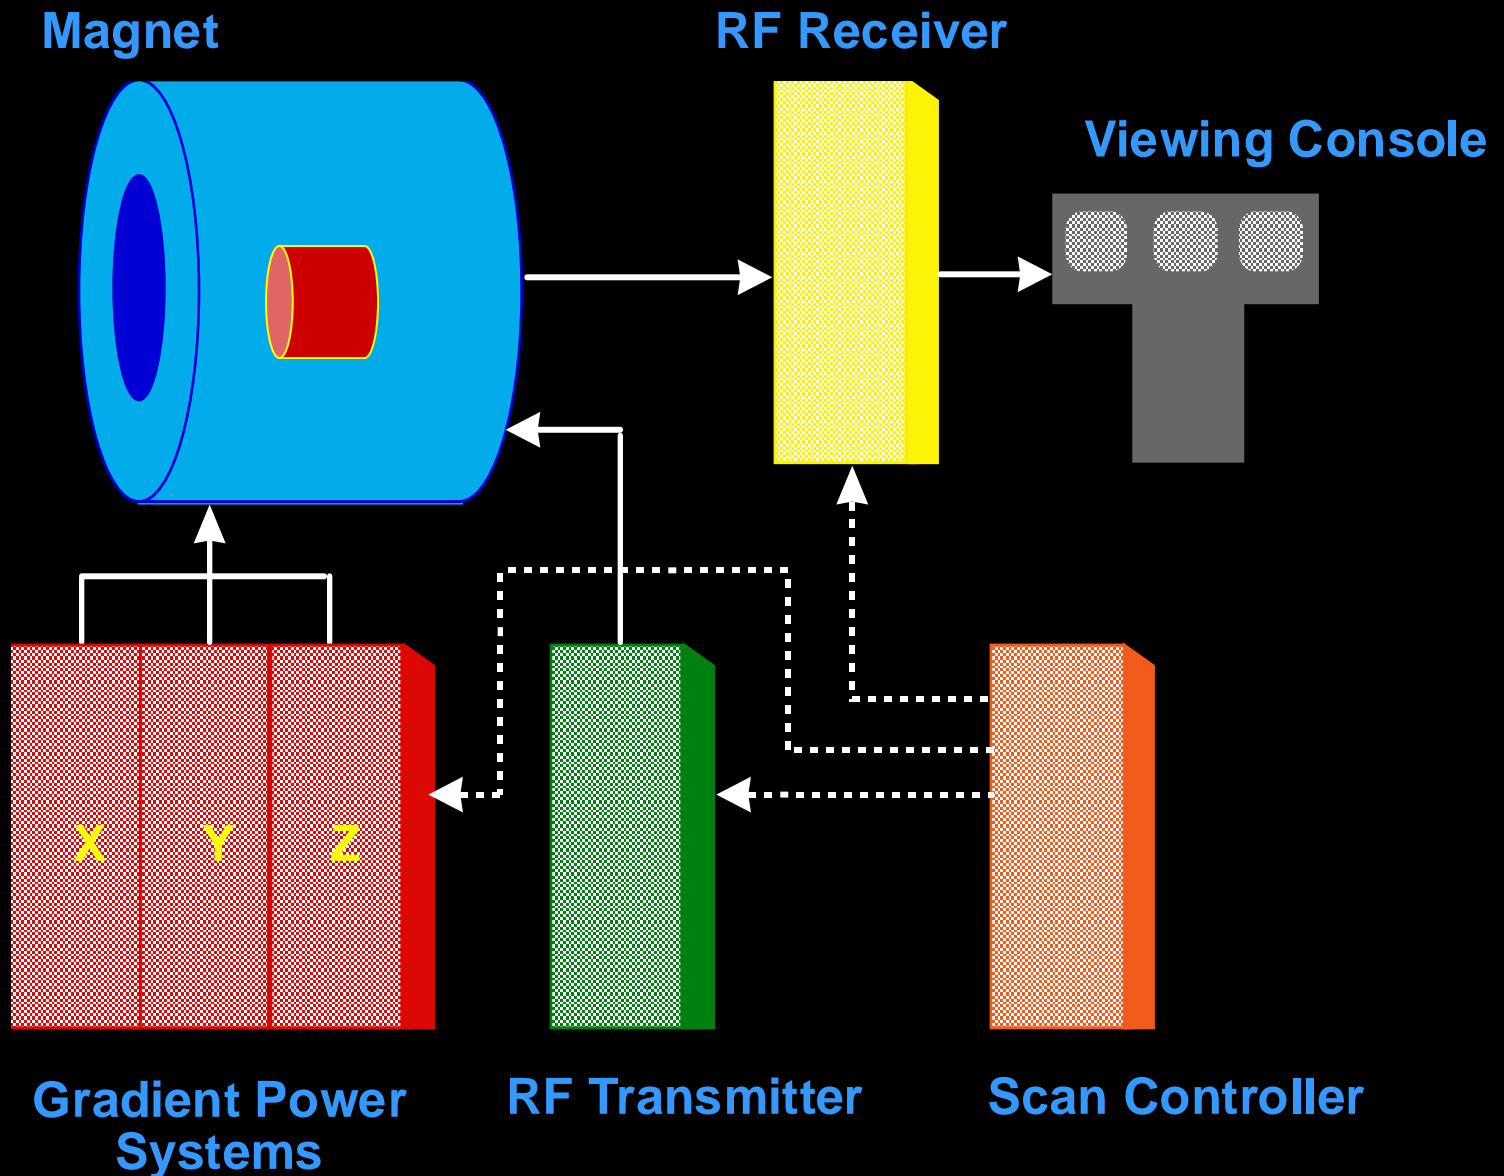 Magnet
RF Receiver
Viewing Console
X Y Z
Gradient Power
Systems
RF Transmitter
Scan Controller